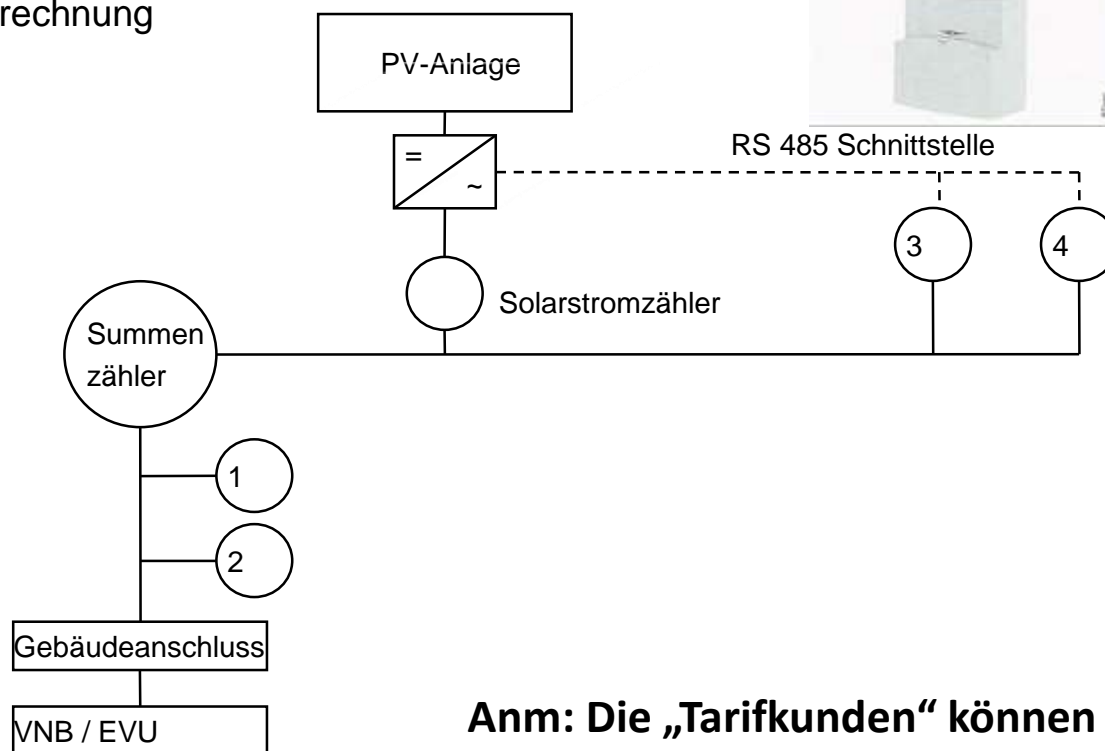 rechnung
PV-Anlage
RS 485 Schnittstelle
=
~
3
4
Solarstromzähler
Summen
zähler
1
2
Gebäudeanschluss
VNB / EVU
Anm: Die „Tarifkunden“ können